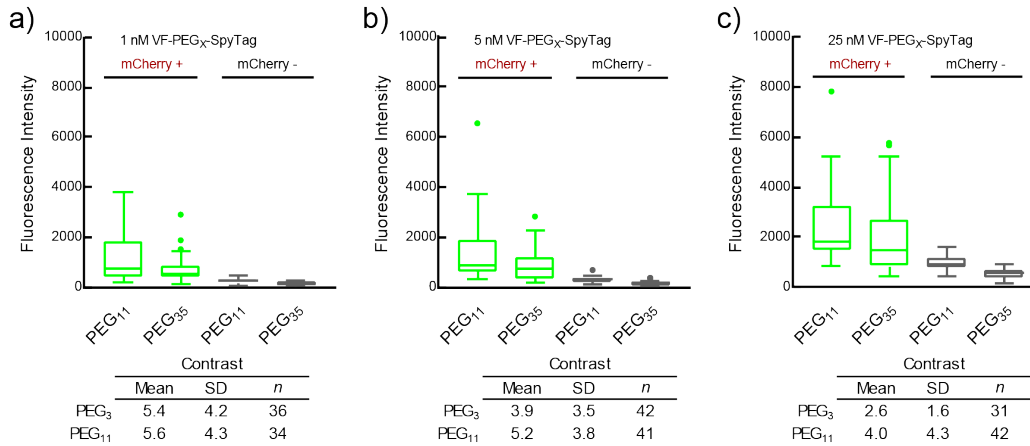 a)
1 nM VF-PEGX-SpyTag
mCherry + mCherry -
Fluorescence Intensity
10000
8000
6000
4000
2000
0
PEG11 PEG35 PEG11 PEG35
Contrast
Mean SD n
PEG3 5.4 4.2 36
PEG11 5.6 4.3 34
b)
5 nM VF-PEGX-SpyTag
mCherry + mCherry -
Fluorescence Intensity
10000
8000
6000
4000
2000
0
PEG11 PEG35 PEG11 PEG35
Contrast
Mean SD n
PEG3 3.9 3.5 42
PEG11 5.2 3.8 41
c)
25 nM VF-PEGX-SpyTag
mCherry + mCherry -
Fluorescence Intensity
10000
8000
6000
4000
2000
0
PEG11 PEG35 PEG11 PEG35
Contrast
Mean SD n
PEG3 2.6 1.6 31
PEG11 4.0 4.3 42